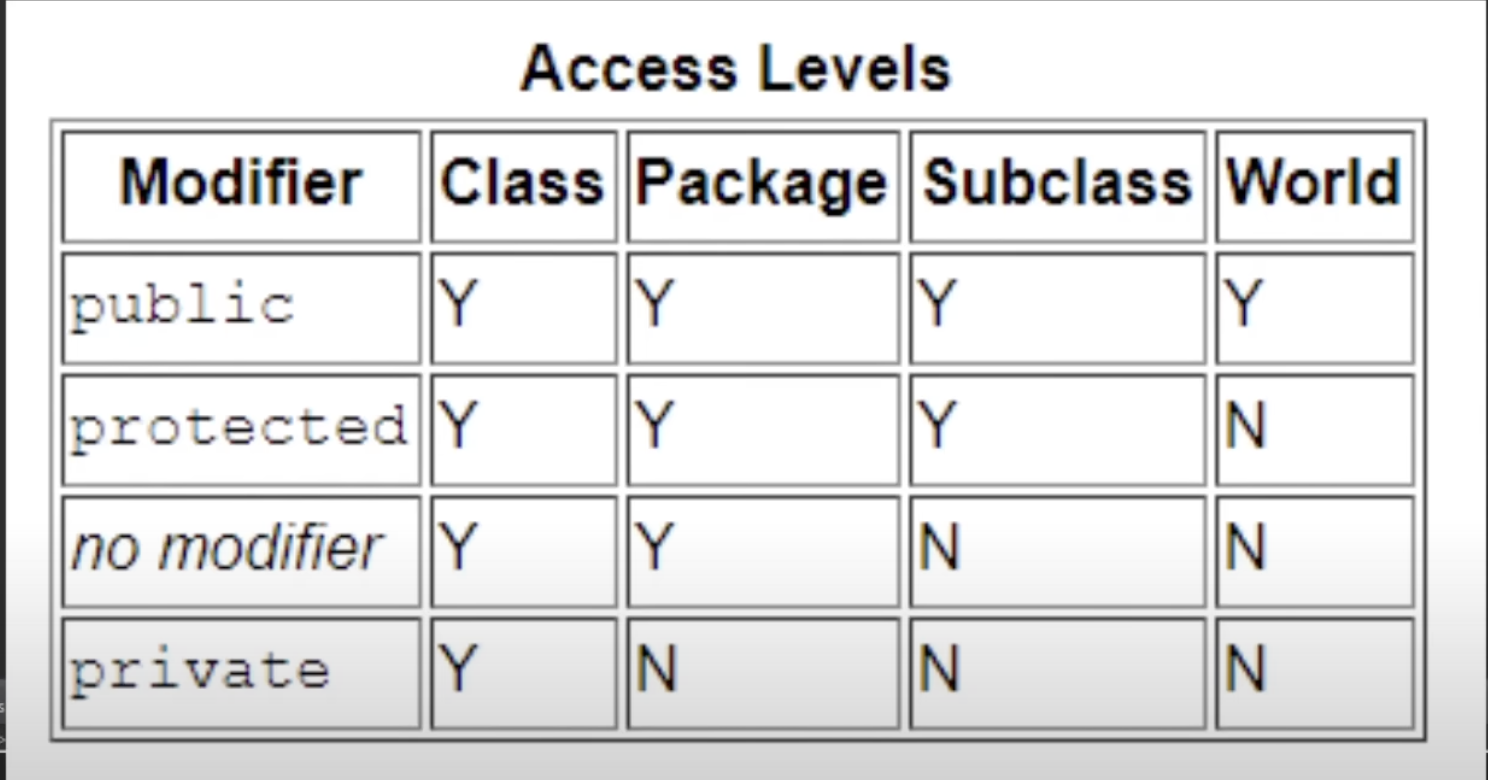 Access Levels
Modifier Class Package Subclass World
public Y Y Y Y
protected Y Y Y N
no modifier Y Y N N
private Y N N N